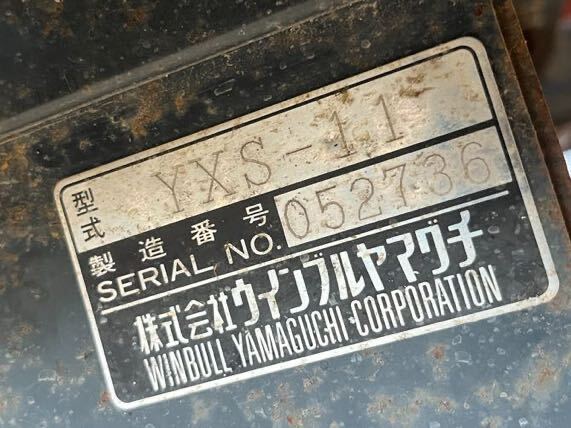 型式 YXS-11
製造番号
SERIAL NO. 052736
株式会社ウインブルヤマグチ
WINBULL YAMAGUCHI CORPORATION